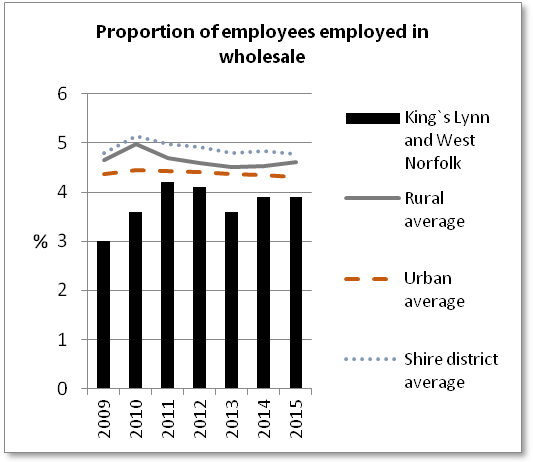 Proportion of employees employed in
wholesale
6
5
4
3
2
1
0
%
2009
2010
2011
2012
2013
2014
2015
King`s Lynn
and West
Norfolk
Rural
average
Urban
average
Shire district
average